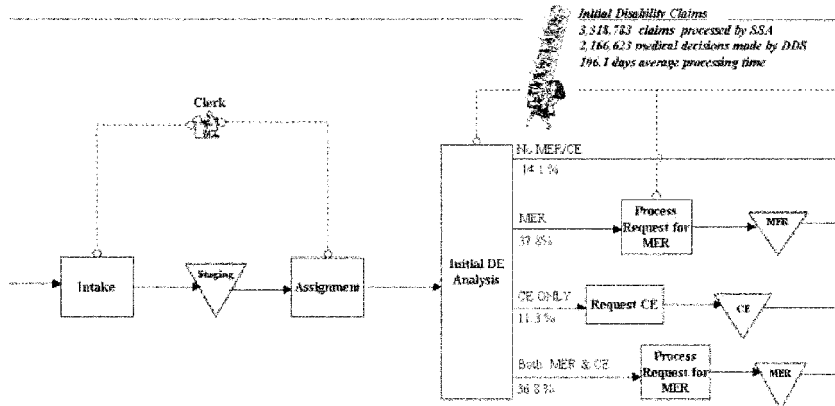 Initial Disability Claims
3,318,783 claims processed by SSA
2,166,623 medical decisions made by DDS
106.1 days average processing time
Clerk
No MER/CE
14.1 %
MER
37.8%
Process
Request for
MER
MER
Intake
Staging
Assignment
Initial DE
Analysis
CE ONLY
11.3 %
Request CE
CE
Both MER & CE
36.8 %
Process
Request for
MER
MER